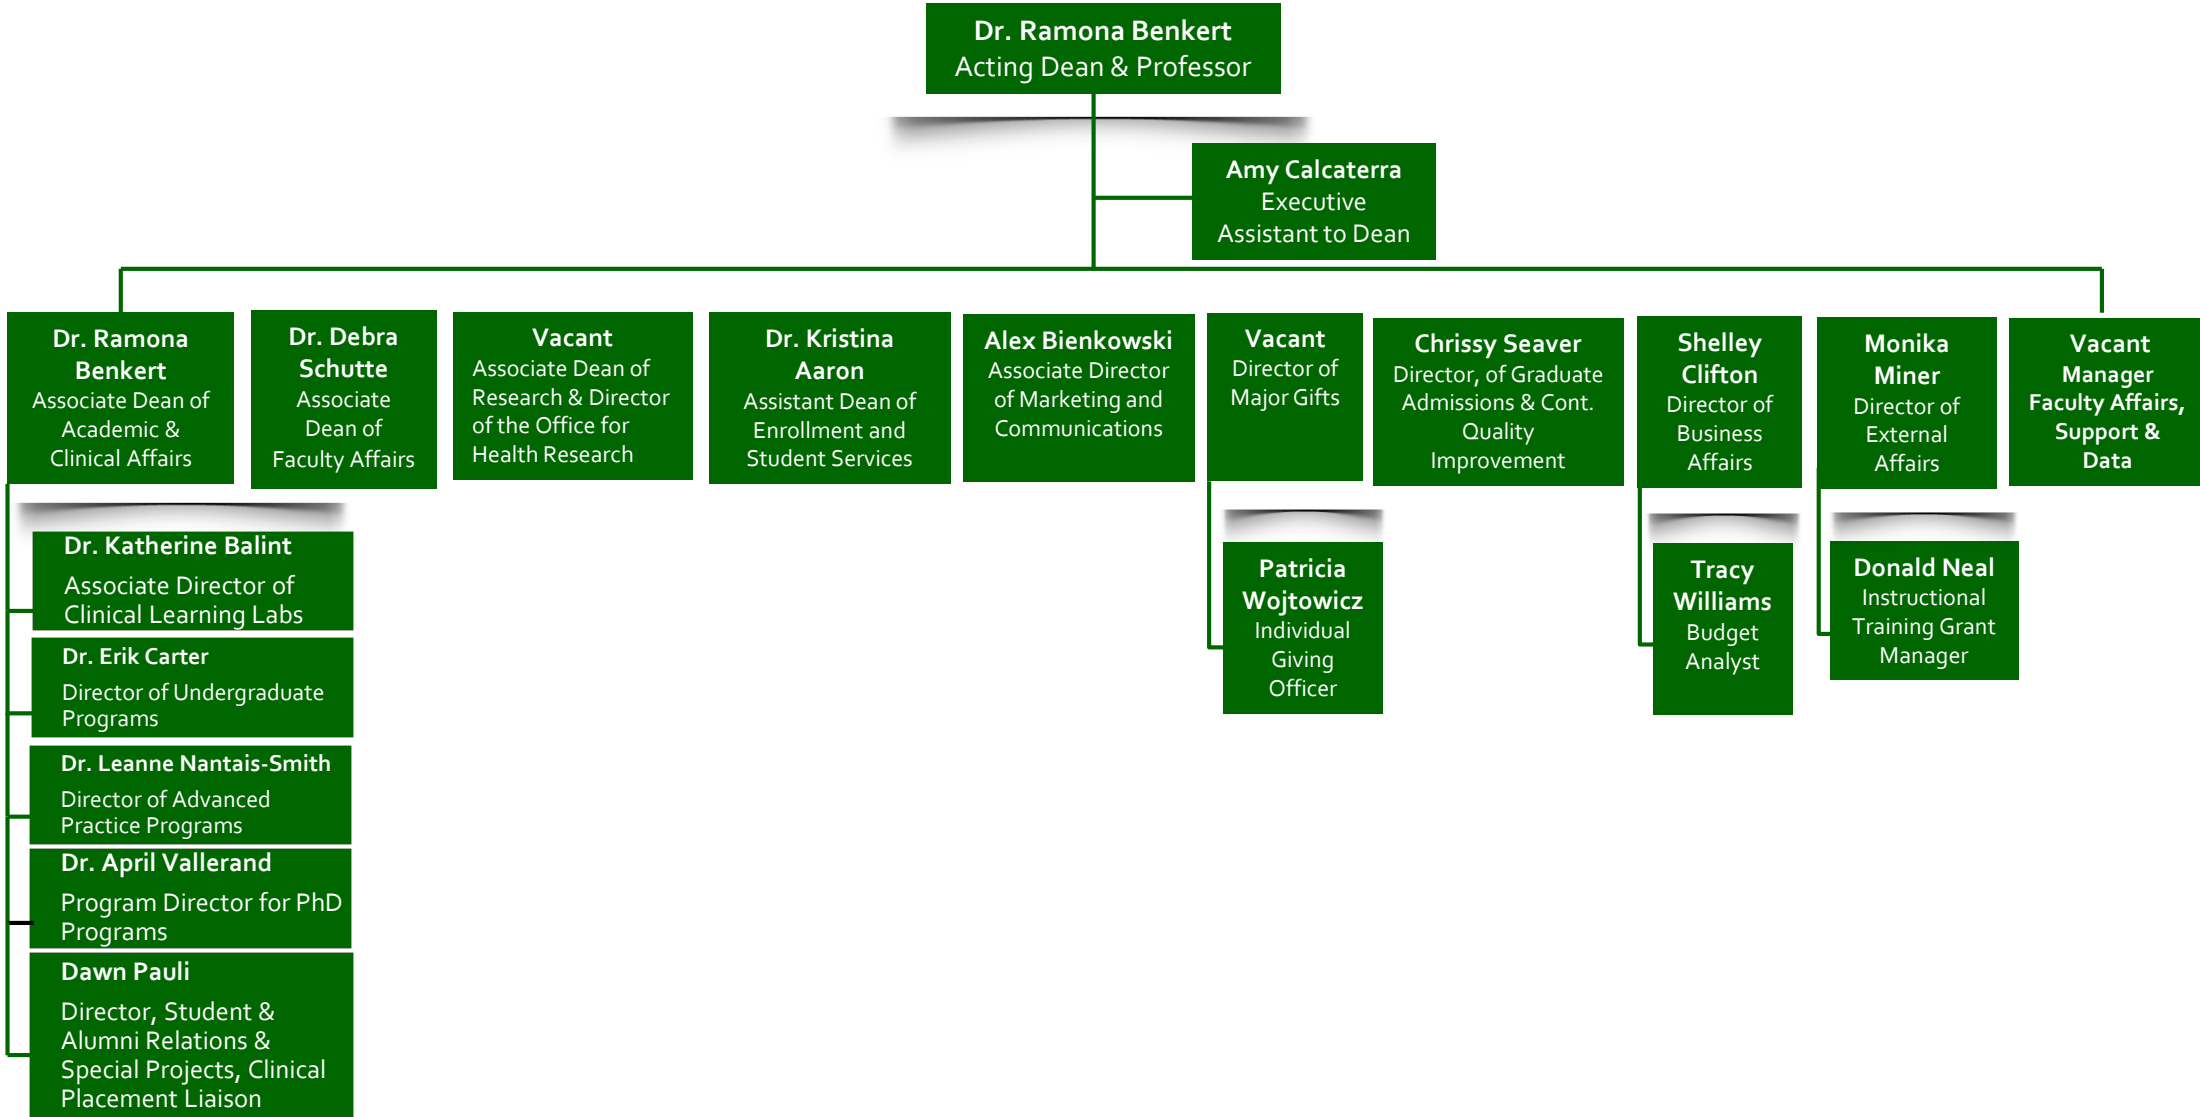 Dr. Ramona Benkert
Acting Dean & Professor
Amy Calcaterra
Executive
Assistant to Dean
Dr. Ramona
Benkert
Associate Dean of
Academic &
Clinical Affairs
Dr. Debra
Schutte
Associate
Dean of
Faculty Affairs
Vacant
Associate Dean of
Research & Director
of the Office for
Health Research
Dr. Kristina
Aaron
Assistant Dean of
Enrollment and
Student Services
Alex Bienkowski
Associate Director
of Marketing and
Communications
Vacant
Director of
Major Gifts
Chrissy Seaver
Director, of Graduate
Admissions & Cont.
Quality
Improvement
Shelley
Clifton
Director of
Business
Affairs
Monika
Miner
Director of
External
Affairs
Vacant
Manager
Faculty Affairs,
Support &
Data
Dr. Katherine Balint
Associate Director of
Clinical Learning Labs
Dr. Erik Carter
Director of Undergraduate
Programs
Dr. Leanne Nantais-Smith
Director of Advanced
Practice Programs
Dr. April Vallerand
Program Director for PhD
Programs
Dawn Pauli
Director, Student &
Alumni Relations &
Special Projects, Clinical
Placement Liaison
Patricia
Wojtowicz
Individual
Giving
Officer
Tracy
Williams
Budget
Analyst
Donald Neal
Instructional
Training Grant
Manager